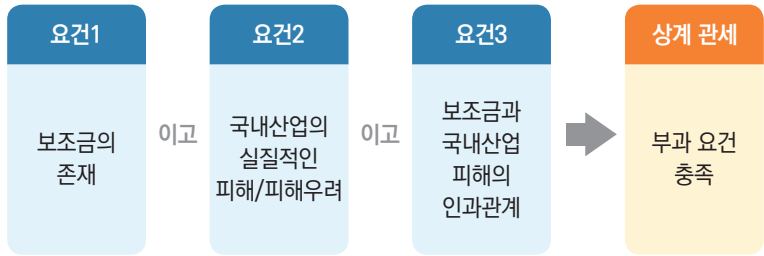 요건1
보조금의
존재
이고
요건2
국내산업의
실질적인
피해/피해우려
이고
요건3
보조금과
국내산업
피해의
인과관계
상계 관세
부과 요건
충족